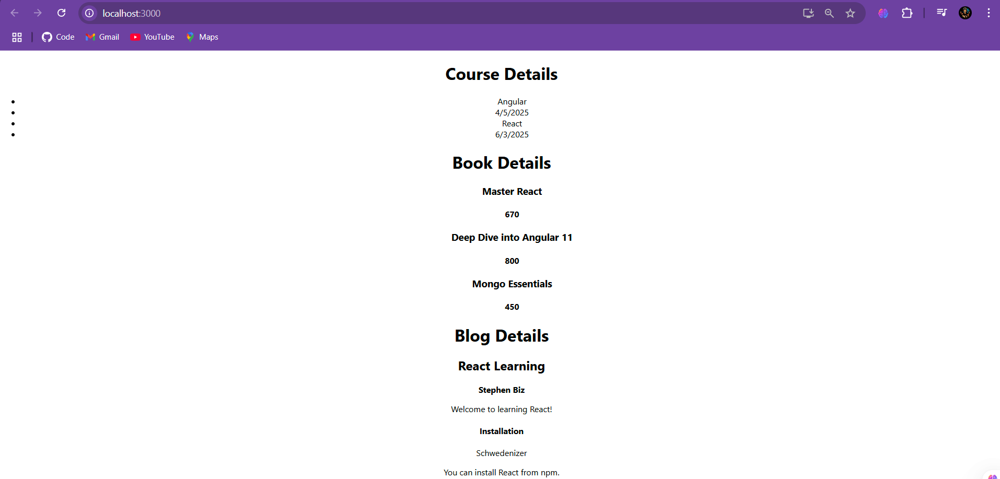 localhost:3000
Code Gmail YouTube Maps
Course Details
Angular
4/5/2025
React
6/3/2025
Book Details
Master React
670
Deep Dive into Angular 11
800
Mongo Essentials
450
Blog Details
React Learning
Stephen Biz
Welcome to learning React!
Installation
Schwedenizer
You can install React from npm.